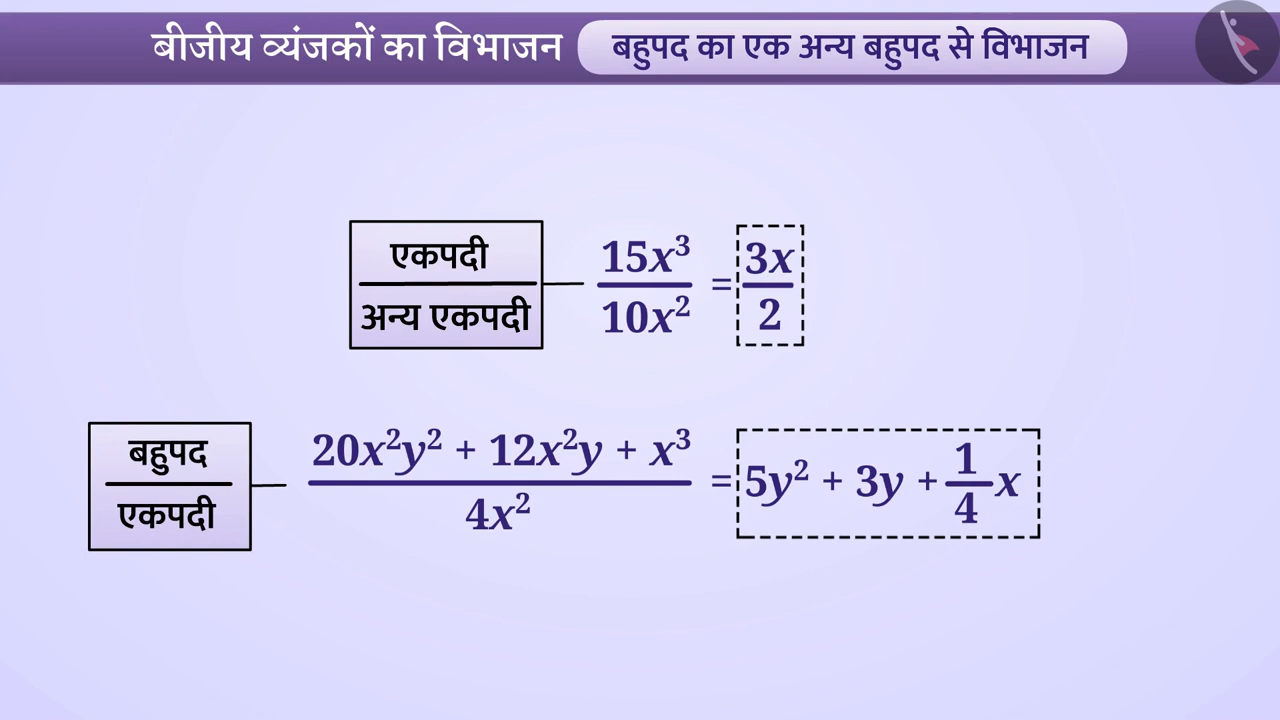 बीजीय व्यंजकों का विभाजन
बहुपद का एक अन्य बहुपद से विभाजन
एकपदी
अन्य एकपदी
15x³
10x²
=
3x
2
बहुपद
एकपदी
20x²y² + 12x²y + x³
4x²
= 5y² + 3y + 1/4 x